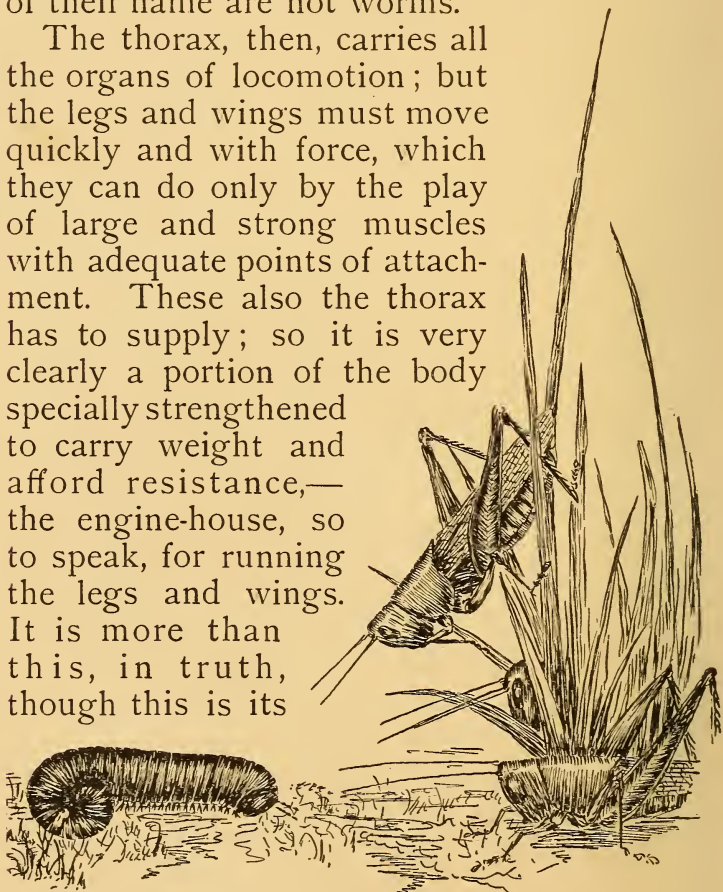 of their name are not worms.
The thorax, then, carries all
the organs of locomotion; but
the legs and wings must move
quickly and with force, which
they can do only by the play
of large and strong muscles
with adequate points of attach-
ment. These also the thorax
has to supply; so it is very
clearly a portion of the body
specially strengthened
to carry weight and
afford resistance,—
the engine-house, so
to speak, for running
the legs and wings.
It is more than
this, in truth,
though this is its